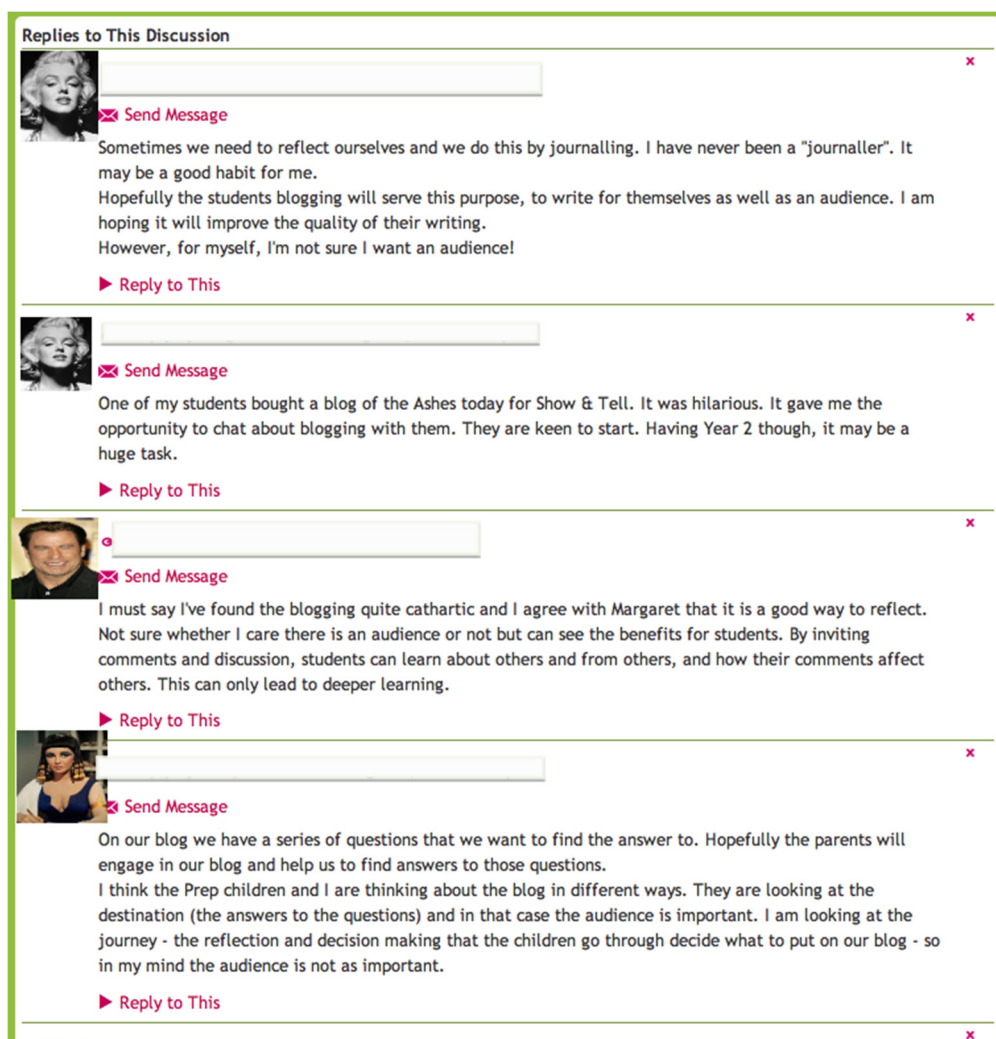 Replies to This Discussion
x
Send Message
Sometimes we need to reflect ourselves and we do this by journalling. I have never been a "journaller". It
may be a good habit for me.
Hopefully the students blogging will serve this purpose, to write for themselves as well as an audience. I am
hoping it will improve the quality of their writing.
However, for myself, I'm not sure I want an audience!
Reply to This
x
Send Message
One of my students bought a blog of the Ashes today for Show & Tell. It was hilarious. It gave me the
opportunity to chat about blogging with them. They are keen to start. Having Year 2 though, it may be a
huge task.
Reply to This
x
Send Message
I must say I've found the blogging quite cathartic and I agree with Margaret that it is a good way to reflect.
Not sure whether I care there is an audience or not but can see the benefits for students. By inviting
comments and discussion, students can learn about others and from others, and how their comments affect
others. This can only lead to deeper learning.
Reply to This
x
Send Message
On our blog we have a series of questions that we want to find the answer to. Hopefully the parents will
engage in our blog and help us to find answers to those questions.
I think the Prep children and I are thinking about the blog in different ways. They are looking at the
destination (the answers to the questions) and in that case the audience is important. I am looking at the
journey - the reflection and decision making that the children go through decide what to put on our blog - so
in my mind the audience is not as important.
Reply to This
x